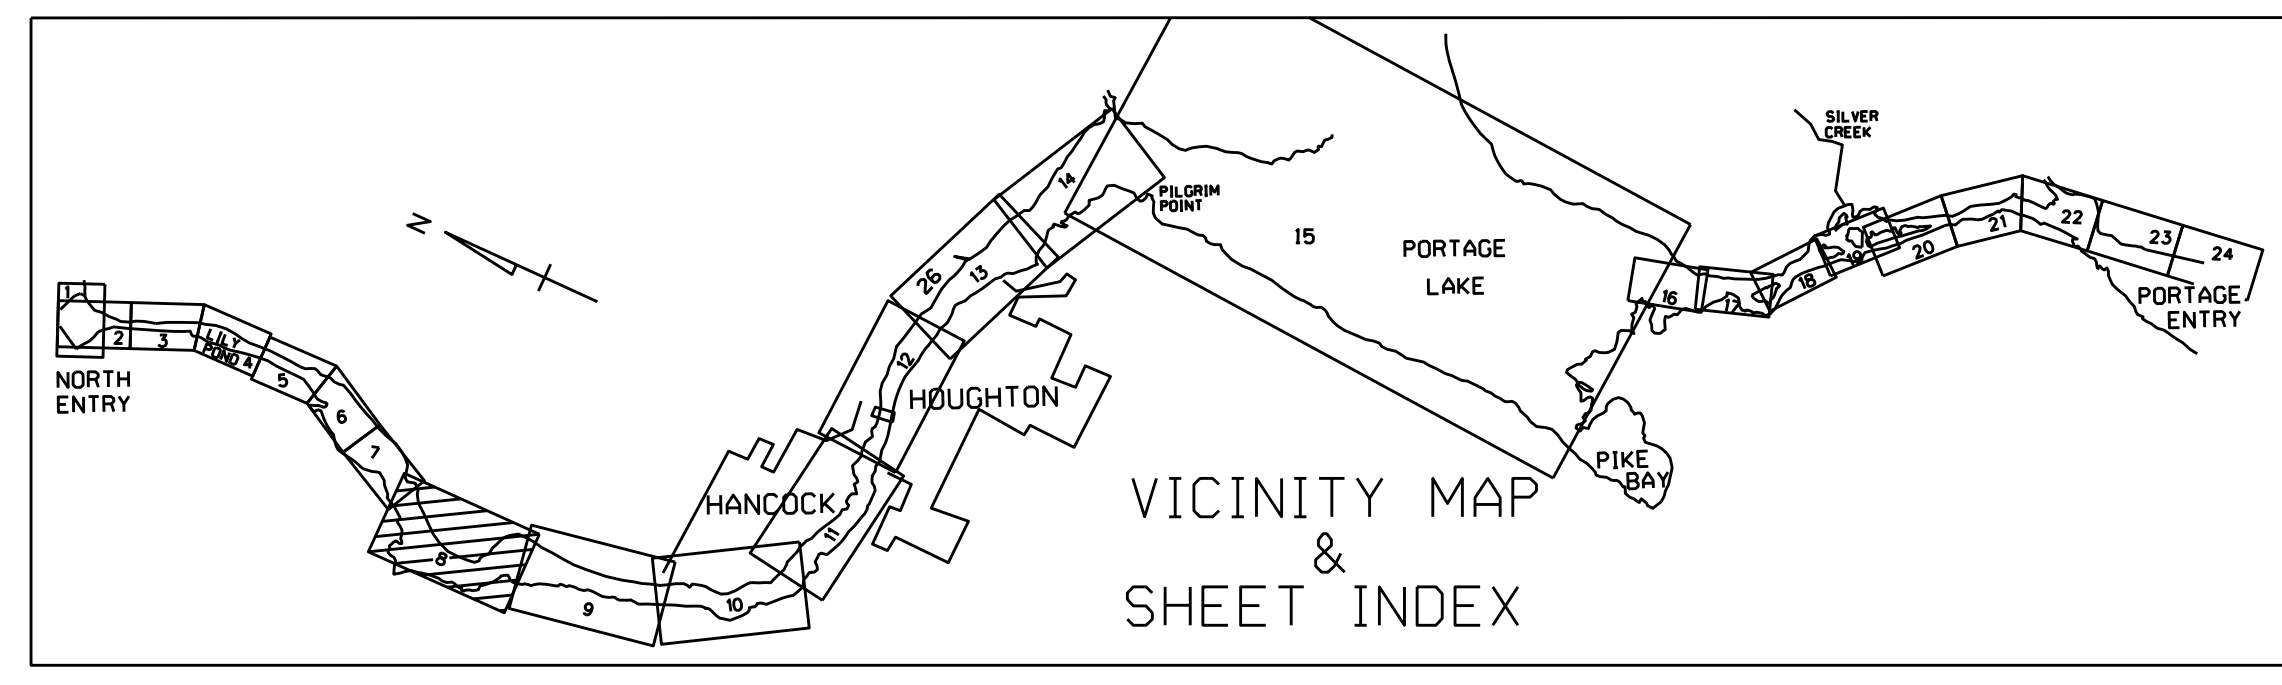 SILVER
CREEK
14
PILGRIM
POINT
N
15
PORTAGE
LAKE
26
13
22
21
23
24
20
19
18
16
17
PORTAGE
ENTRY
1
2
3
LILY
POND 4
5
6
7
NORTH
ENTRY
12
HOUGHTON
HANCOCK
11
8
9
10
PIKE
BAY
VICINITY MAP
&
SHEET INDEX